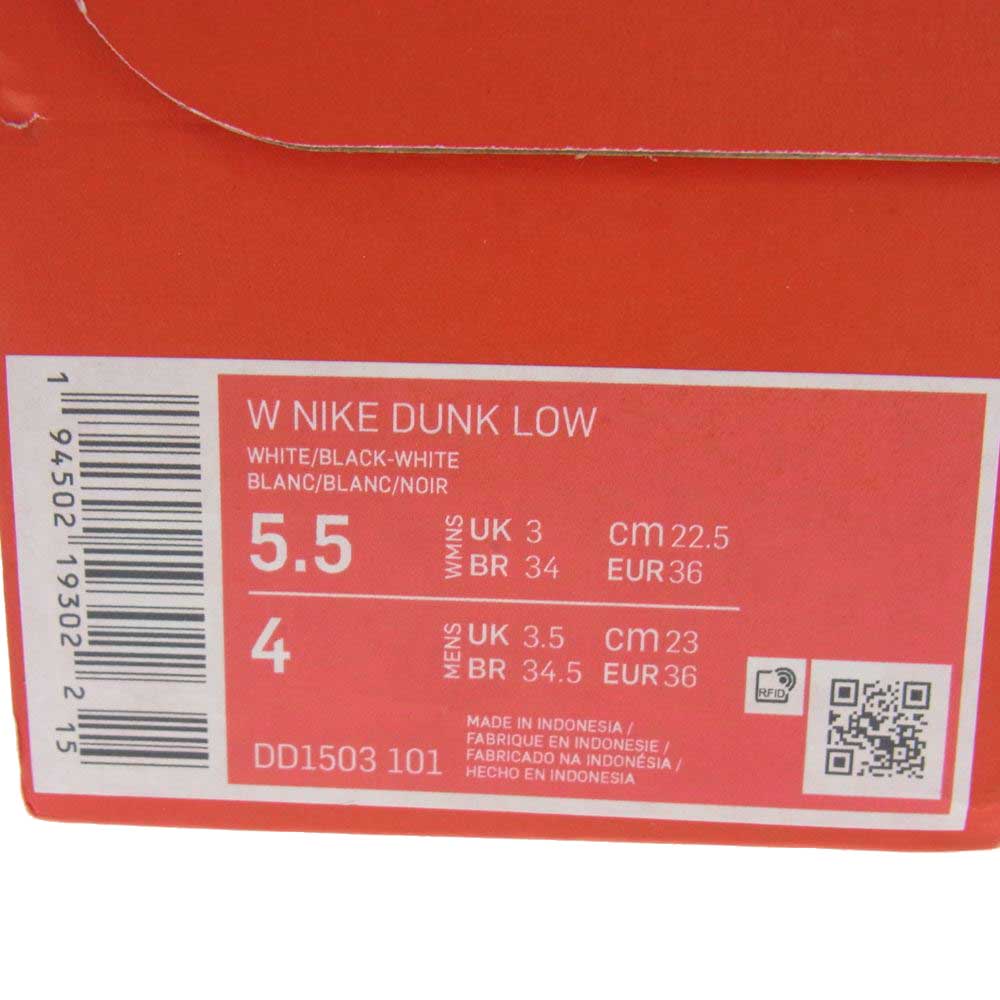 W NIKE DUNK LOW
WHITE/BLACK-WHITE
BLANC/BLANC/NOIR
5.5 WMNS UK 3 cm 22.5
BR 34 EUR 36
4 MENS UK 3.5 cm 23
BR 34.5 EUR 36
DD1503 101
MADE IN INDONESIA /
FABRIQUE EN INDONESIE /
FABRICADO NA INDONÉSIA /
HECHO EN INDONESIA
RFID
1 94502 19302 2 15